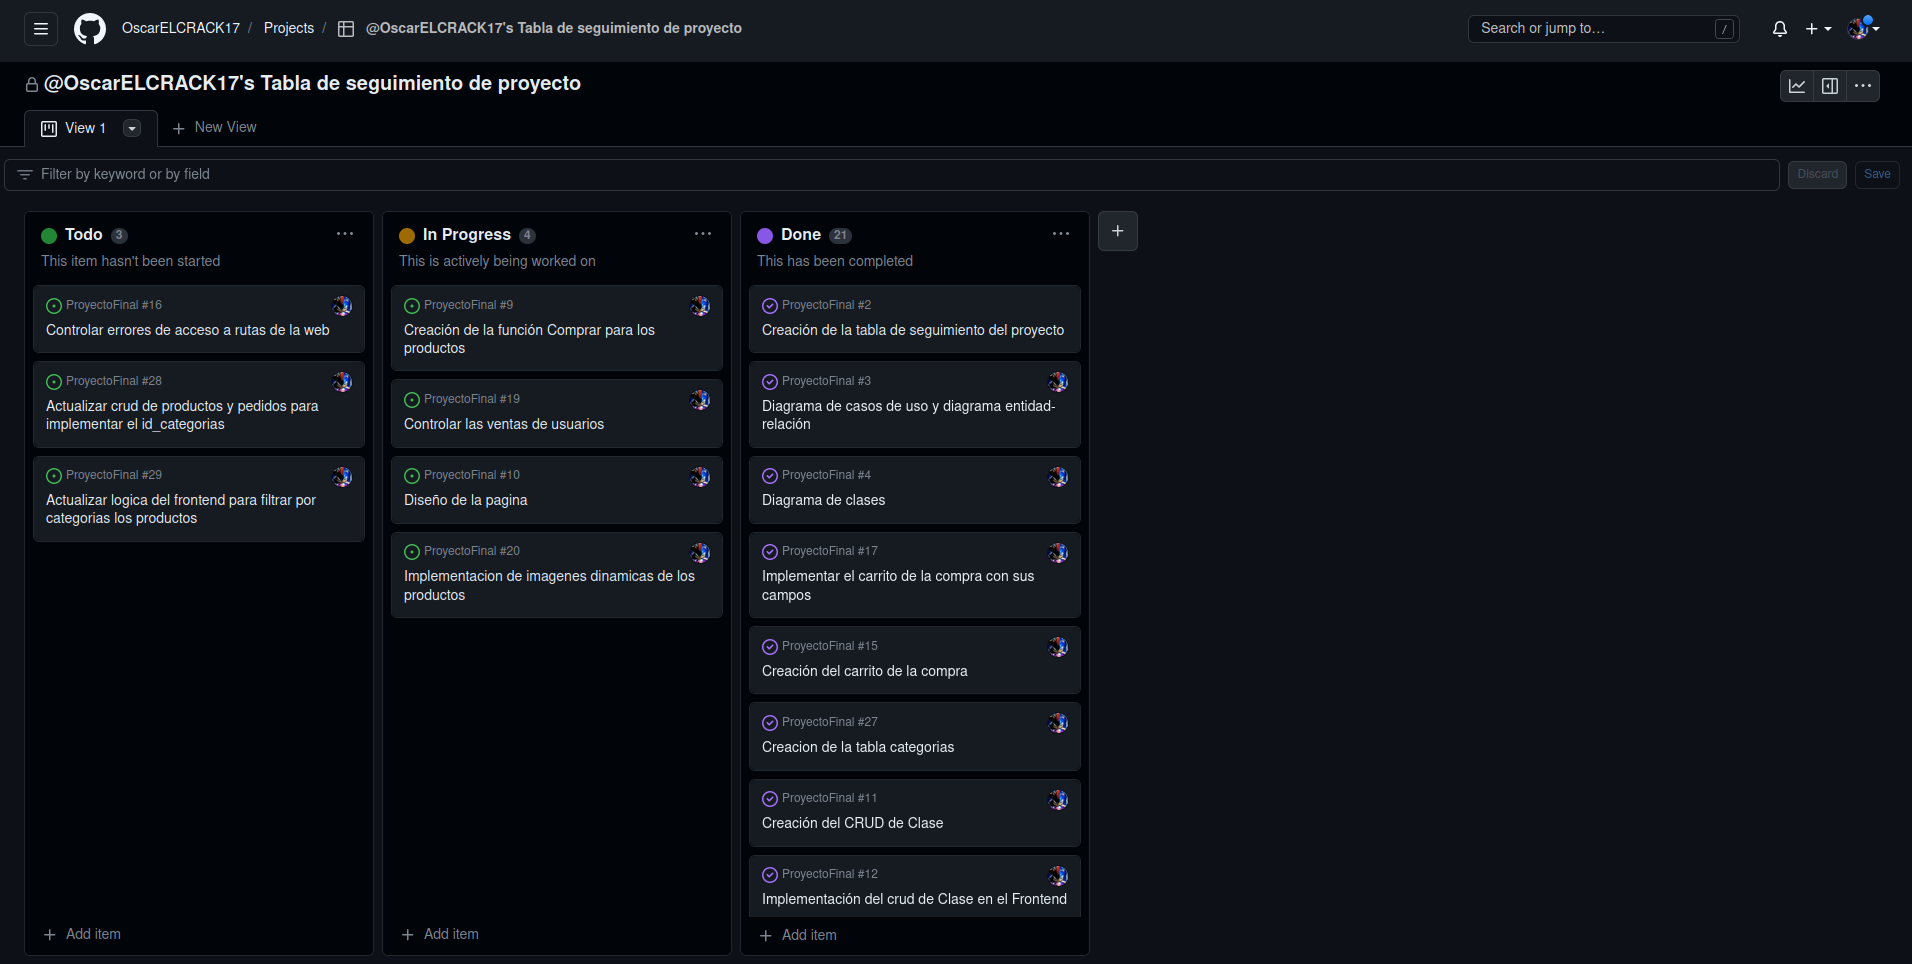 OscarELCRACK17 / Projects / @OscarELCRACK17's Tabla de seguimiento de proyecto
Search or jump to… /
@OscarELCRACK17's Tabla de seguimiento de proyecto
View 1
New View
Filter by keyword or by field
Discard
Save
Todo 3
This item hasn't been started
ProyectoFinal #16
Controlar errores de acceso a rutas de la web
ProyectoFinal #28
Actualizar crud de productos y pedidos para
implementar el id_categorias
ProyectoFinal #29
Actualizar logica del frontend para filtrar por
categorias los productos
Add item
In Progress 4
This is actively being worked on
ProyectoFinal #9
Creación de la función Comprar para los
productos
ProyectoFinal #19
Controlar las ventas de usuarios
ProyectoFinal #10
Diseño de la pagina
ProyectoFinal #20
Implementacion de imagenes dinamicas de los
productos
Add item
Done 21
This has been completed
ProyectoFinal #2
Creación de la tabla de seguimiento del proyecto
ProyectoFinal #3
Diagrama de casos de uso y diagrama entidad-
relación
ProyectoFinal #4
Diagrama de clases
ProyectoFinal #17
Implementar el carrito de la compra con sus
campos
ProyectoFinal #15
Creación del carrito de la compra
ProyectoFinal #27
Creacion de la tabla categorias
ProyectoFinal #11
Creación del CRUD de Clase
ProyectoFinal #12
Implementación del crud de Clase en el Frontend
Add item